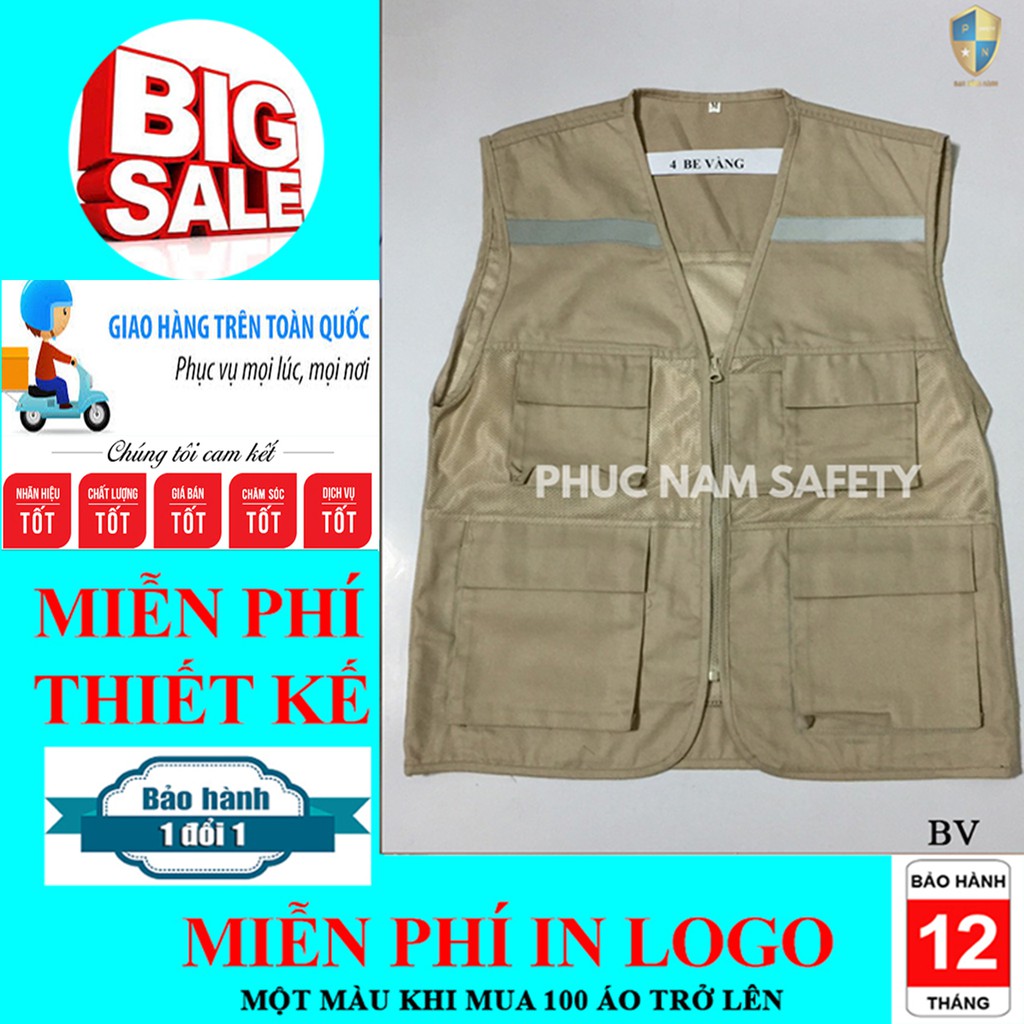 BIG
SALE
GIAO HÀNG TRÊN TOÀN QUỐC
Phục vụ mọi lúc, mọi nơi
Chúng tôi cam kết
NHÃN HIỆU
TỐT
CHẤT LƯỢNG
TỐT
GIÁ BÁN
TỐT
CHĂM SÓC
TỐT
DỊCH VỤ
TỐT
MIỄN PHÍ
THIẾT KẾ
Bảo hành
1 đổi 1
P
N
M
4 BE VÀNG
PHUC NAM SAFETY
BV
MIỄN PHÍ IN LOGO
MỘT MÀU KHI MUA 100 ÁO TRỞ LÊN
BẢO HÀNH
12
THÁNG